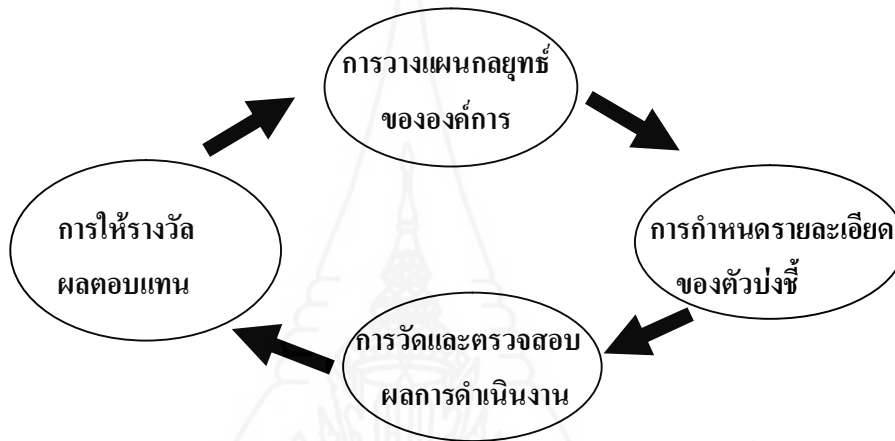 การวางแผนกลยุทธ์
ขององค์การ
การกำหนดรายละเอียด
ของตัวบ่งชี้
การวัดและตรวจสอบ
ผลการดำเนินงาน
การให้รางวัล
ผลตอบแทน